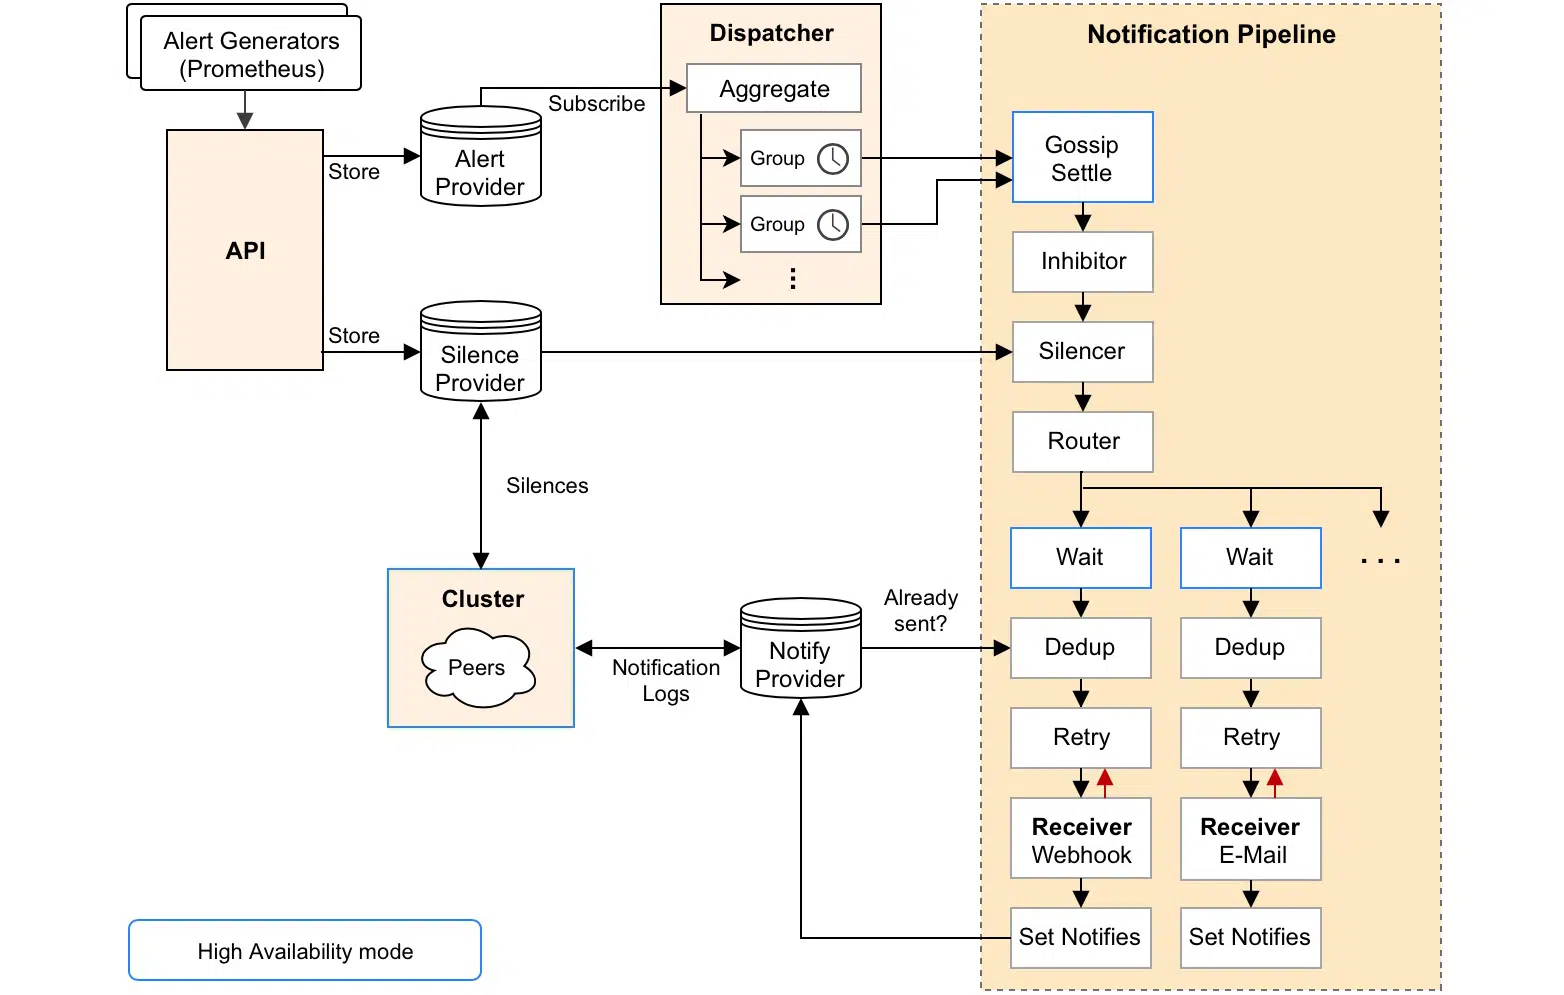 Alert Generators
(Prometheus)
API
Store
Store
Alert
Provider
Subscribe
Dispatcher
Aggregate
Group
Group
⋮
Silence
Provider
Silences
Cluster
Peers
Notification
Logs
Notify
Provider
Already
sent?
Notification Pipeline
Gossip
Settle
Inhibitor
Silencer
Router
Wait
Wait
. . .
Dedup
Dedup
Retry
Retry
Receiver
Webhook
Receiver
E-Mail
Set Notifies
Set Notifies
High Availability mode